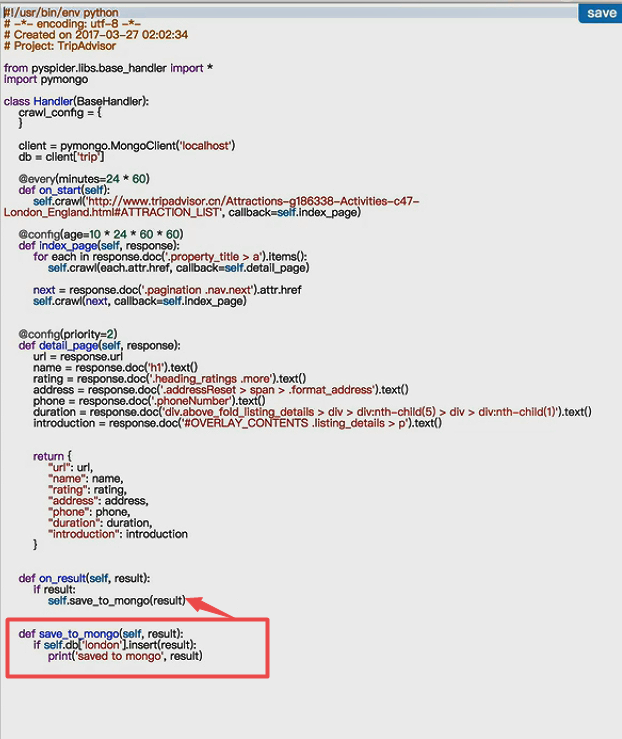 #!/usr/bin/env python
save
# -*- encoding: utf-8 -*-
# Created on 2017-03-27 02:02:34
# Project: TripAdvisor
from pyspider.libs.base_handler import *
import pymongo
class Handler(BaseHandler):
crawl_config = {
}
client = pymongo.MongoClient('localhost')
db = client['trip']
@every(minutes=24 * 60)
def on_start(self):
self.crawl('http://www.tripadvisor.cn/Attractions-g186338-Activities-c47-
London_England.html#ATTRACTION_LIST', callback=self.index_page)
@config(age=10 * 24 * 60 * 60)
def index_page(self, response):
for each in response.doc('.property_title > a').items():
self.crawl(each.attr.href, callback=self.detail_page)
next = response.doc('.pagination .nav.next').attr.href
self.crawl(next, callback=self.index_page)
@config(priority=2)
def detail_page(self, response):
url = response.url
name = response.doc('h1').text()
rating = response.doc('.heading_ratings .more').text()
address = response.doc('.addressReset > span > .format_address').text()
phone = response.doc('.phoneNumber').text()
duration = response.doc('div.above_fold_listing_details > div > div:nth-child(5) > div > div:nth-child(1)').text()
introduction = response.doc('#OVERLAY_CONTENTS .listing_details > p').text()
return {
"url": url,
"name": name,
"rating": rating,
"address": address,
"phone": phone,
"duration": duration,
"introduction": introduction
}
def on_result(self, result):
if result:
self.save_to_mongo(result)
def save_to_mongo(self, result):
if self.db['london'].insert(result):
print('saved to mongo', result)